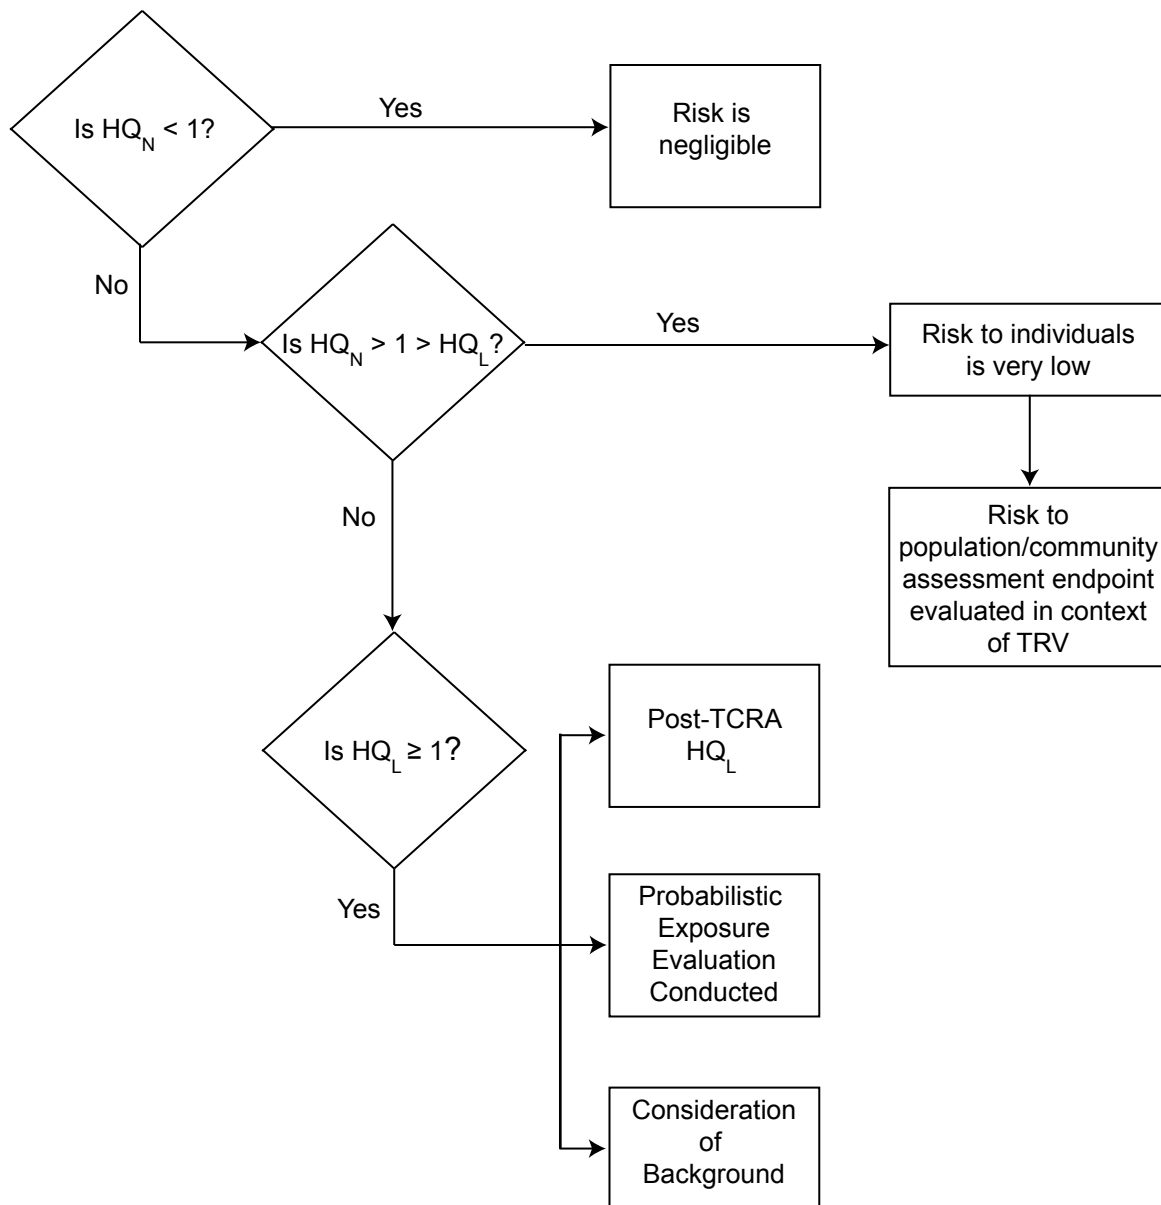 Is HQN < 1?
Yes
Risk is
negligible
No
Is HQN > 1 > HQL?
Yes
Risk to individuals
is very low
Risk to
population/community
assessment endpoint
evaluated in context
of TRV
No
Is HQL ≥ 1?
Yes
Post-TCRA
HQL
Probabilistic
Exposure
Evaluation
Conducted
Consideration
of
Background